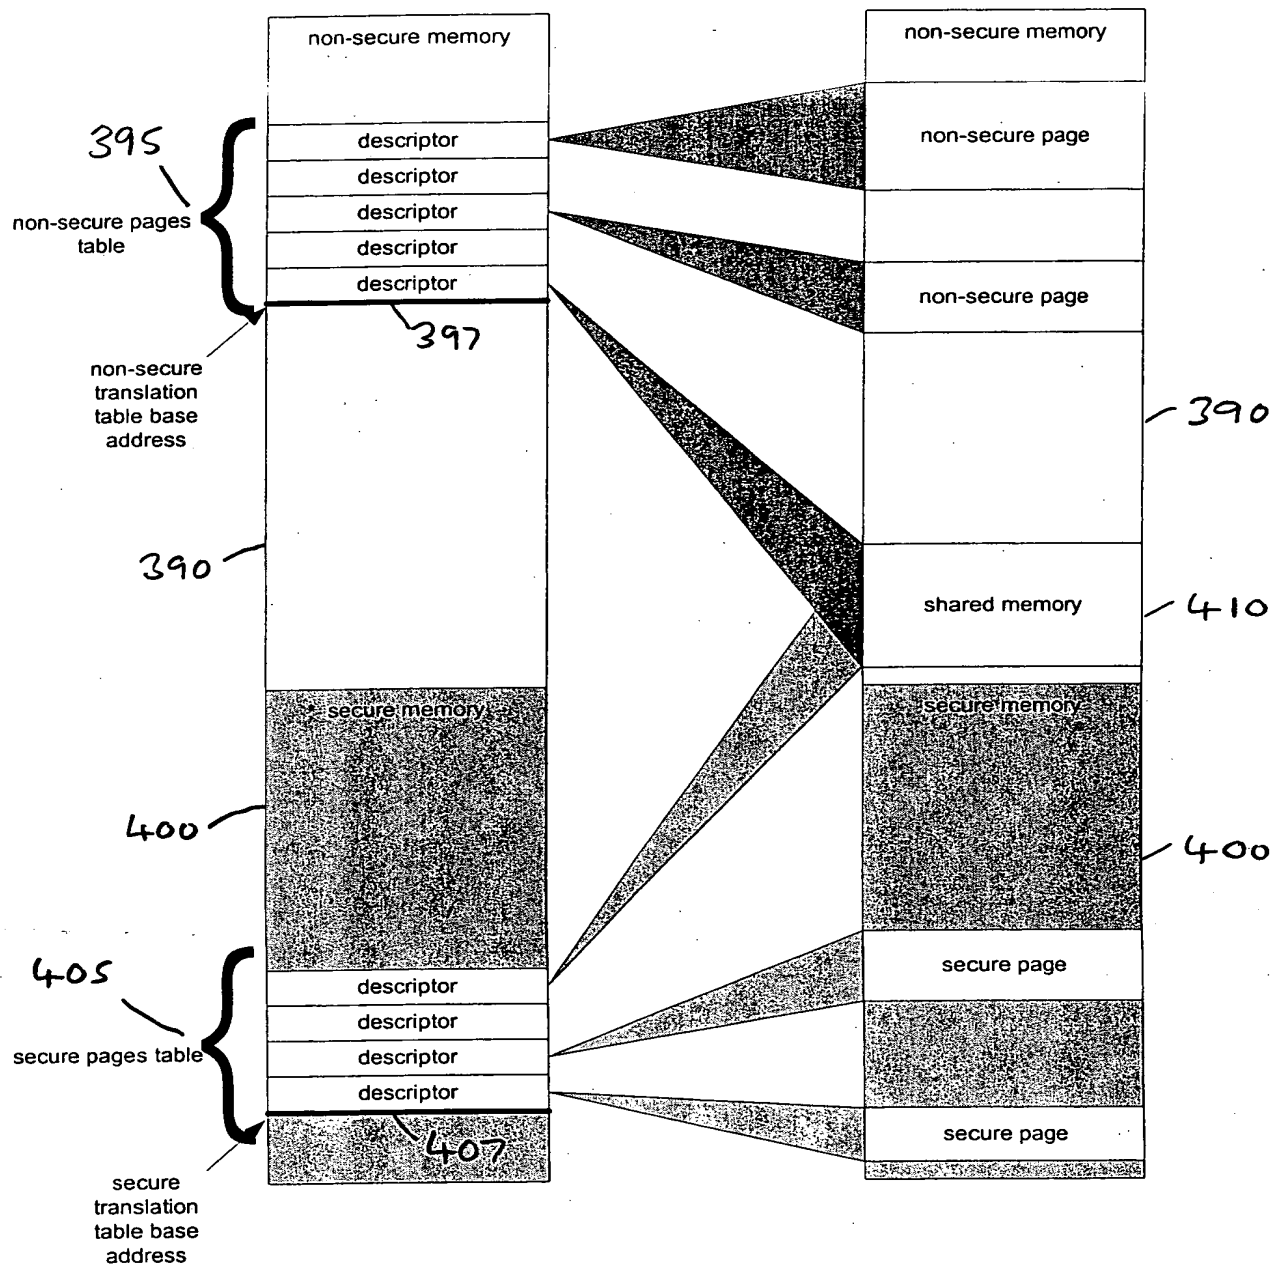 non-secure memory
non-secure memory
395
descriptor
non-secure page
descriptor
non-secure pages
table
descriptor
descriptor
descriptor
non-secure page
397
non-secure
translation
table base
address
390
390
shared memory
410
secure memory
secure memory
400
400
405
descriptor
secure page
descriptor
secure pages table
descriptor
descriptor
secure page
407
secure
translation
table base
address